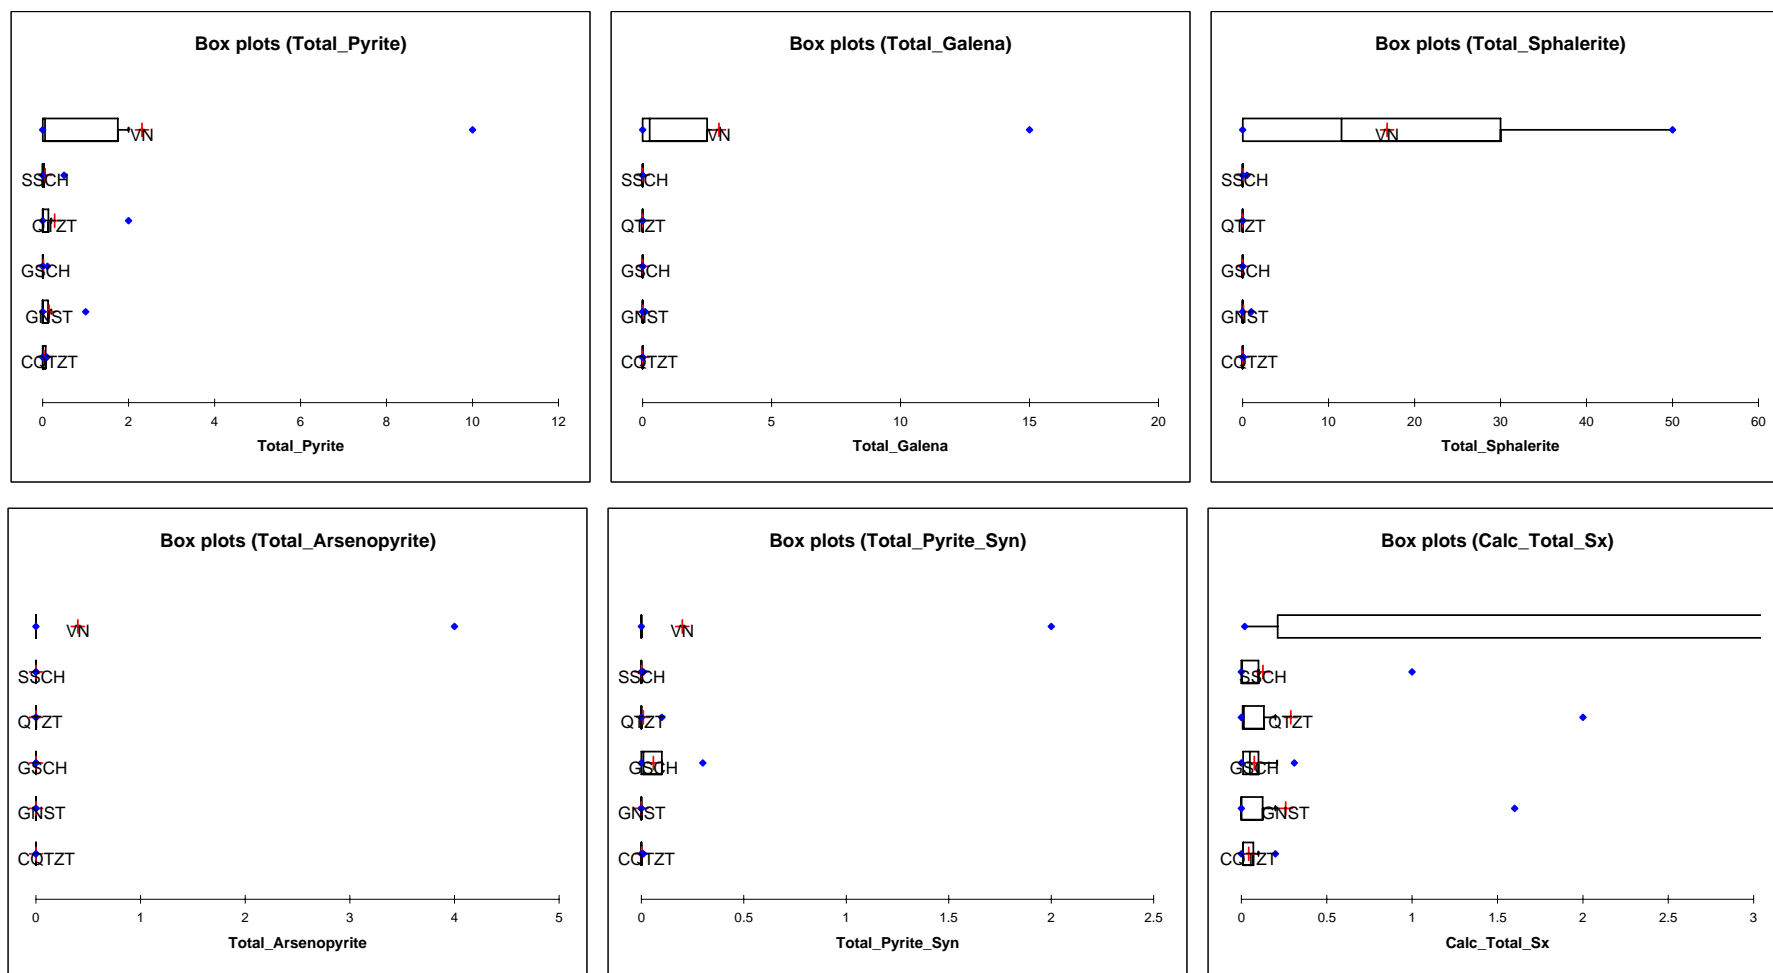 Box plots (Total_Pyrite)
VN
SSCH
QTZT
GSCH
GNST
CQTZT
0 2 4 6 8 10 12
Total_Pyrite
Box plots (Total_Galena)
VN
SSCH
QTZT
GSCH
GNST
CQTZT
0 5 10 15 20
Total_Galena
Box plots (Total_Sphalerite)
VN
SSCH
QTZT
GSCH
GNST
CQTZT
0 10 20 30 40 50 60
Total_Sphalerite
Box plots (Total_Arsenopyrite)
VN
SSCH
QTZT
GSCH
GNST
CQTZT
0 1 2 3 4 5
Total_Arsenopyrite
Box plots (Total_Pyrite_Syn)
VN
SSCH
QTZT
GSCH
GNST
CQTZT
0 0.5 1 1.5 2 2.5
Total_Pyrite_Syn
Box plots (Calc_Total_Sx)
SSCH
QTZT
GSCH
GNST
CQTZT
0 0.5 1 1.5 2 2.5 3
Calc_Total_Sx